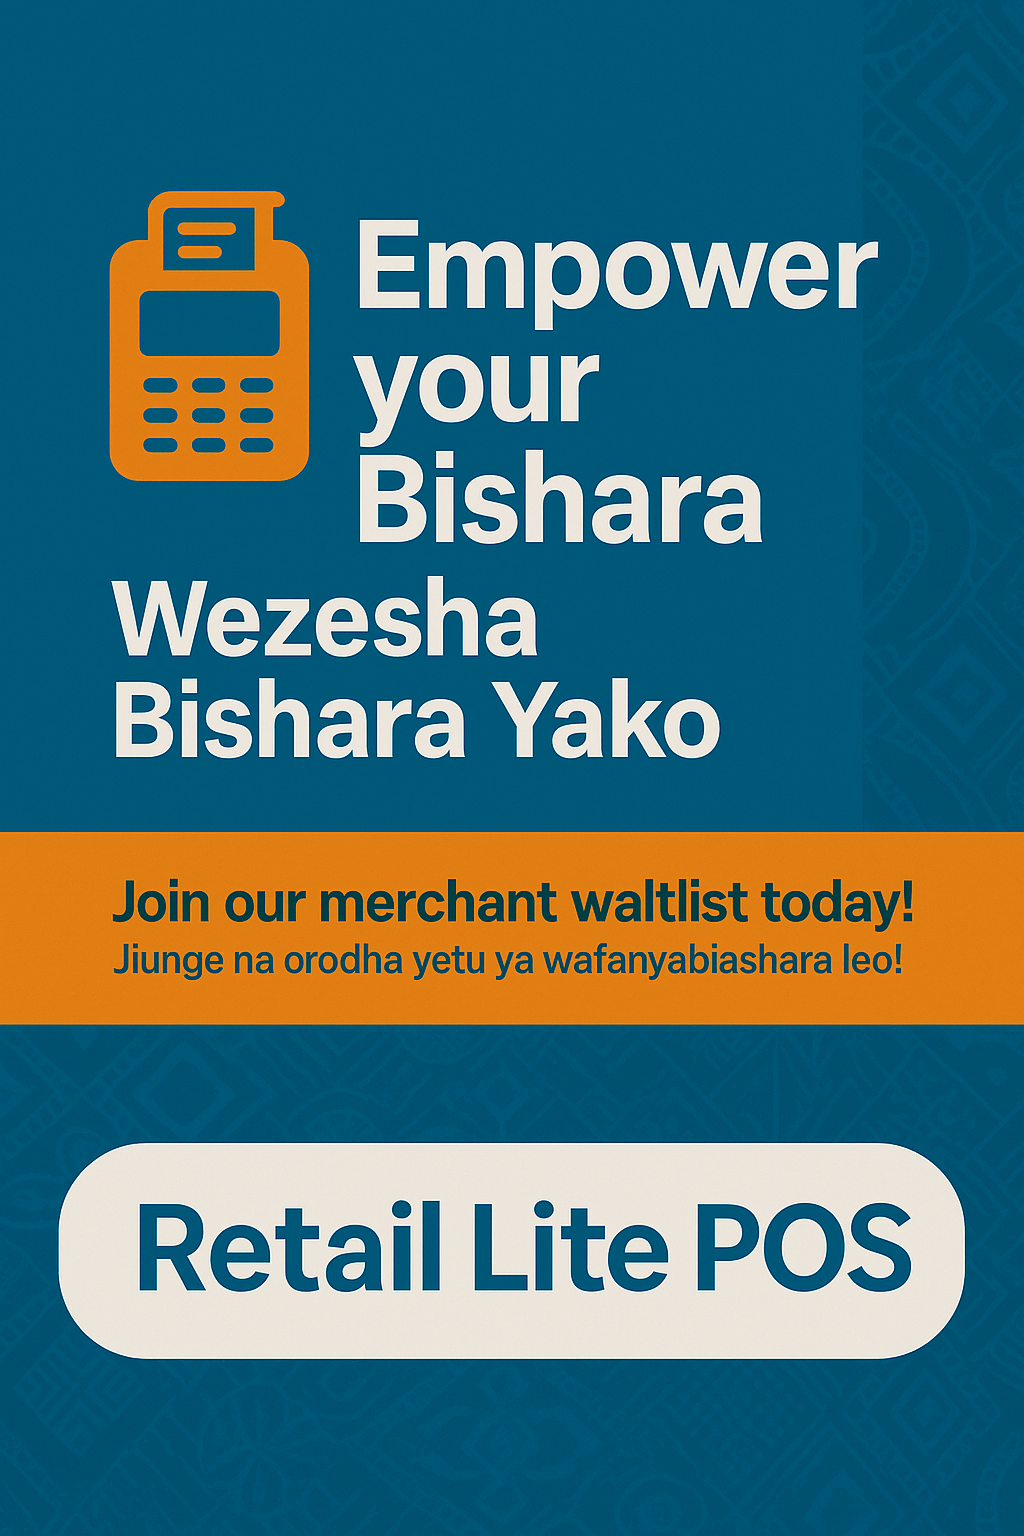 Empower
your
Bishara
Wezesha
Bishara Yako
Join our merchant waltlist today!
Jiunge na orodha yetu ya wafanyabiashara leo!
Retail Lite POS